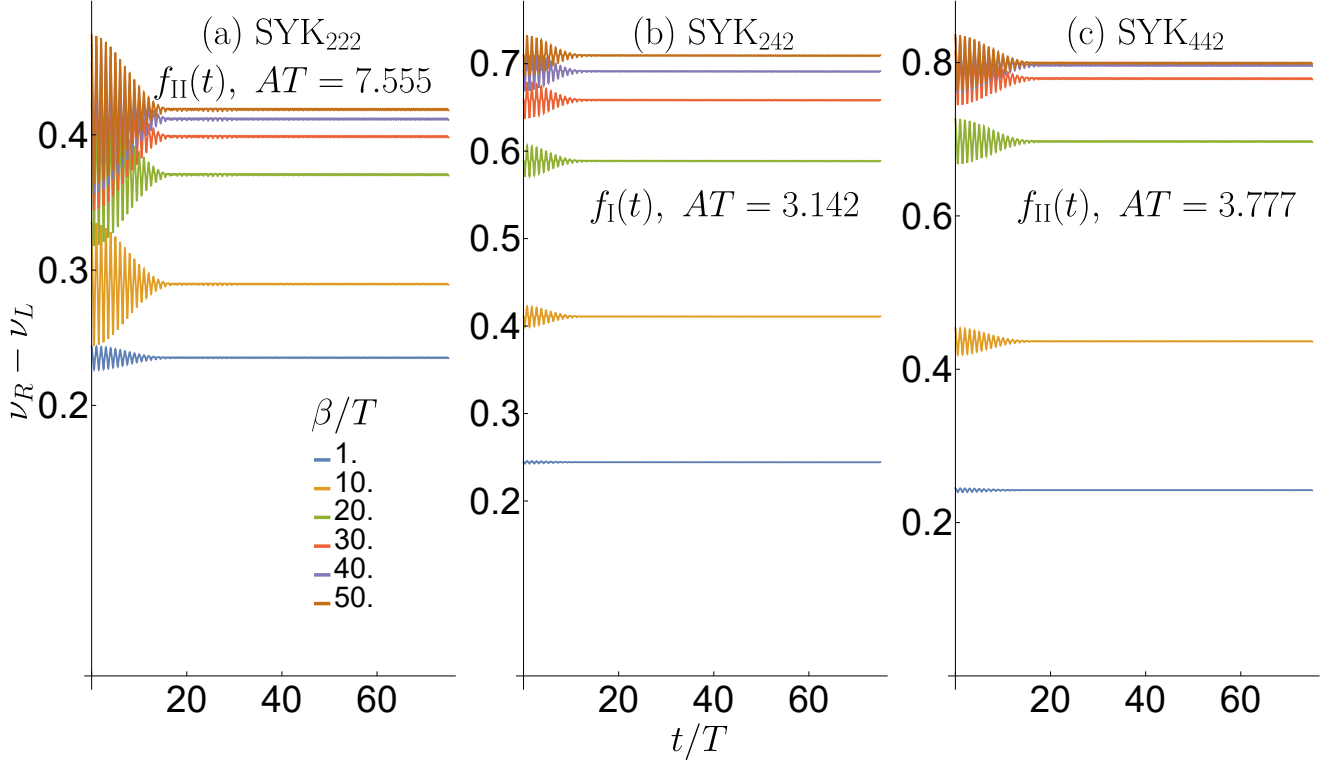 (a) SYK₂₂₂
f_II(t), AT = 7.555
0.4
0.3
0.2
ν_R − ν_L
β/T
1.
10.
20.
30.
40.
50.
20 40 60
(b) SYK₂₄₂
0.7
0.6
f_I(t), AT = 3.142
0.5
0.4
0.3
0.2
20 40 60
t/T
(c) SYK₄₄₂
0.8
f_II(t), AT = 3.777
0.6
0.4
0.2
20 40 60